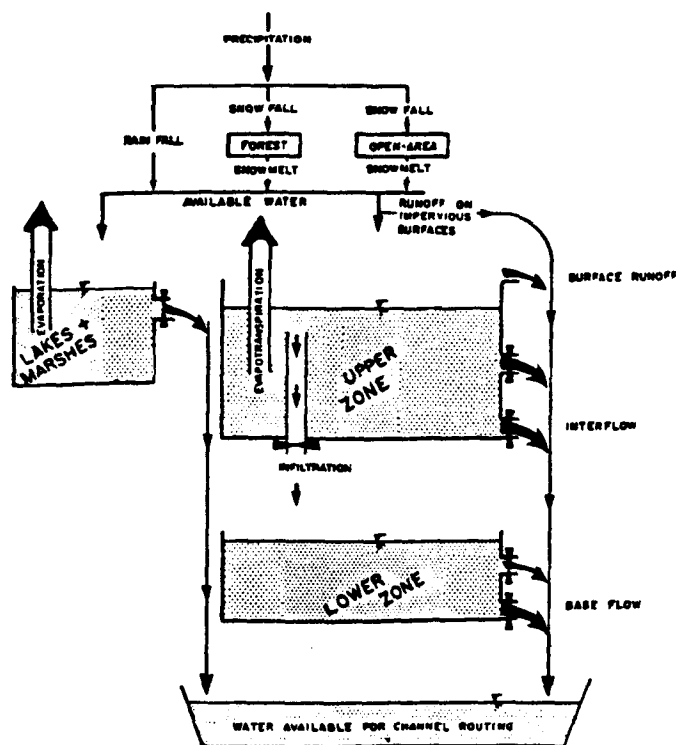 PRECIPITATION
SNOW FALL
SNOW FALL
RAIN FALL
FOREST
OPEN-AREA
SNOWMELT
SNOWMELT
AVAILABLE WATER
RUNOFF ON
IMPERVIOUS
SURFACES
SURFACE RUNOFF
EVAPORATION
LAKES +
MARSHES
EVAPOTRANSPIRATION
UPPER
ZONE
INTERFLOW
INFILTRATION
LOWER
ZONE
BASE FLOW
WATER AVAILABLE FOR CHANNEL ROUTING